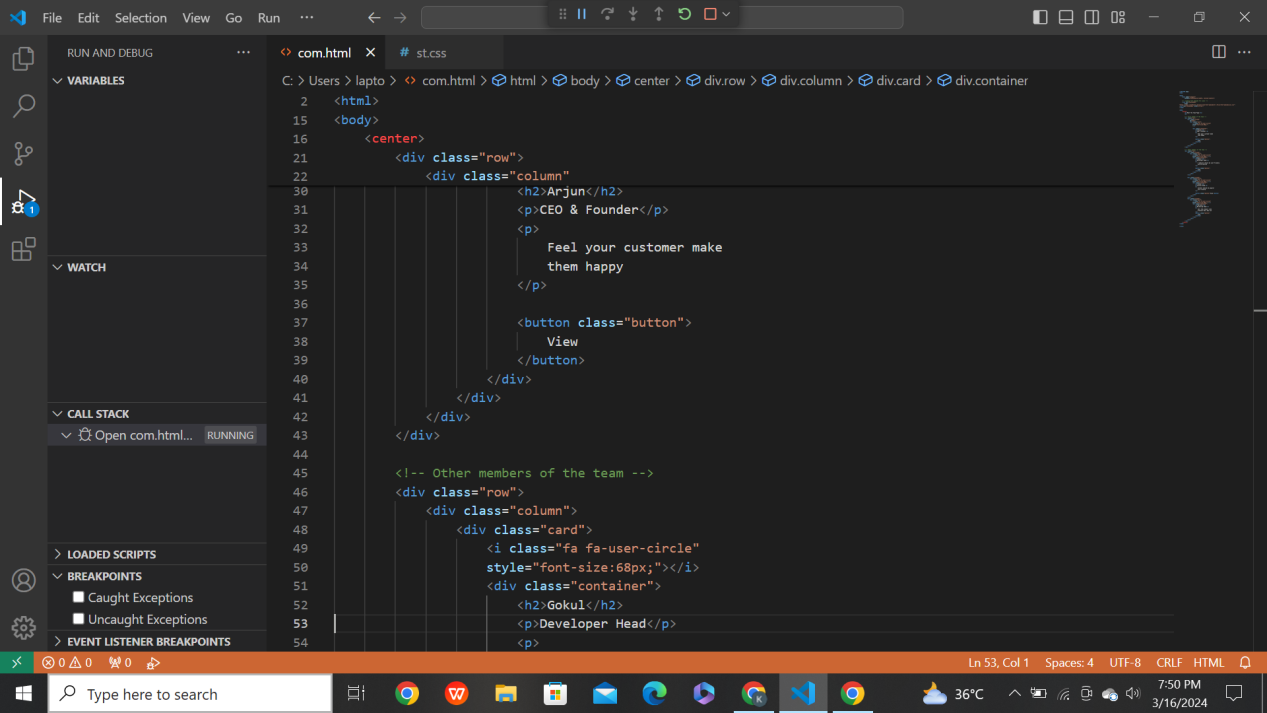 File Edit Selection View Go Run ···
RUN AND DEBUG ···
VARIABLES
WATCH
CALL STACK
Open com.html... RUNNING
LOADED SCRIPTS
BREAKPOINTS
Caught Exceptions
Uncaught Exceptions
EVENT LISTENER BREAKPOINTS
1
<> com.html
# st.css
C: > Users > lapto > <> com.html > html > body > center > div.row > div.column > div.card > div.container
2 <html>
15 <body>
16 <center>
21 <div class="row">
22 <div class="column"
30 <h2>Arjun</h2>
31 <p>CEO & Founder</p>
32 <p>
33 Feel your customer make
34 them happy
35 </p>
36
37 <button class="button">
38 View
39 </button>
40 </div>
41 </div>
42 </div>
43 </div>
44
45 <!-- Other members of the team -->
46 <div class="row">
47 <div class="column">
48 <div class="card">
49 <i class="fa fa-user-circle"
50 style="font-size:68px;"></i>
51 <div class="container">
52 <h2>Gokul</h2>
53 <p>Developer Head</p>
54 <p>
0 0 0 Ln 53, Col 1 Spaces: 4 UTF-8 CRLF HTML
Type here to search
W
K
36°C
7:50 PM
3/16/2024